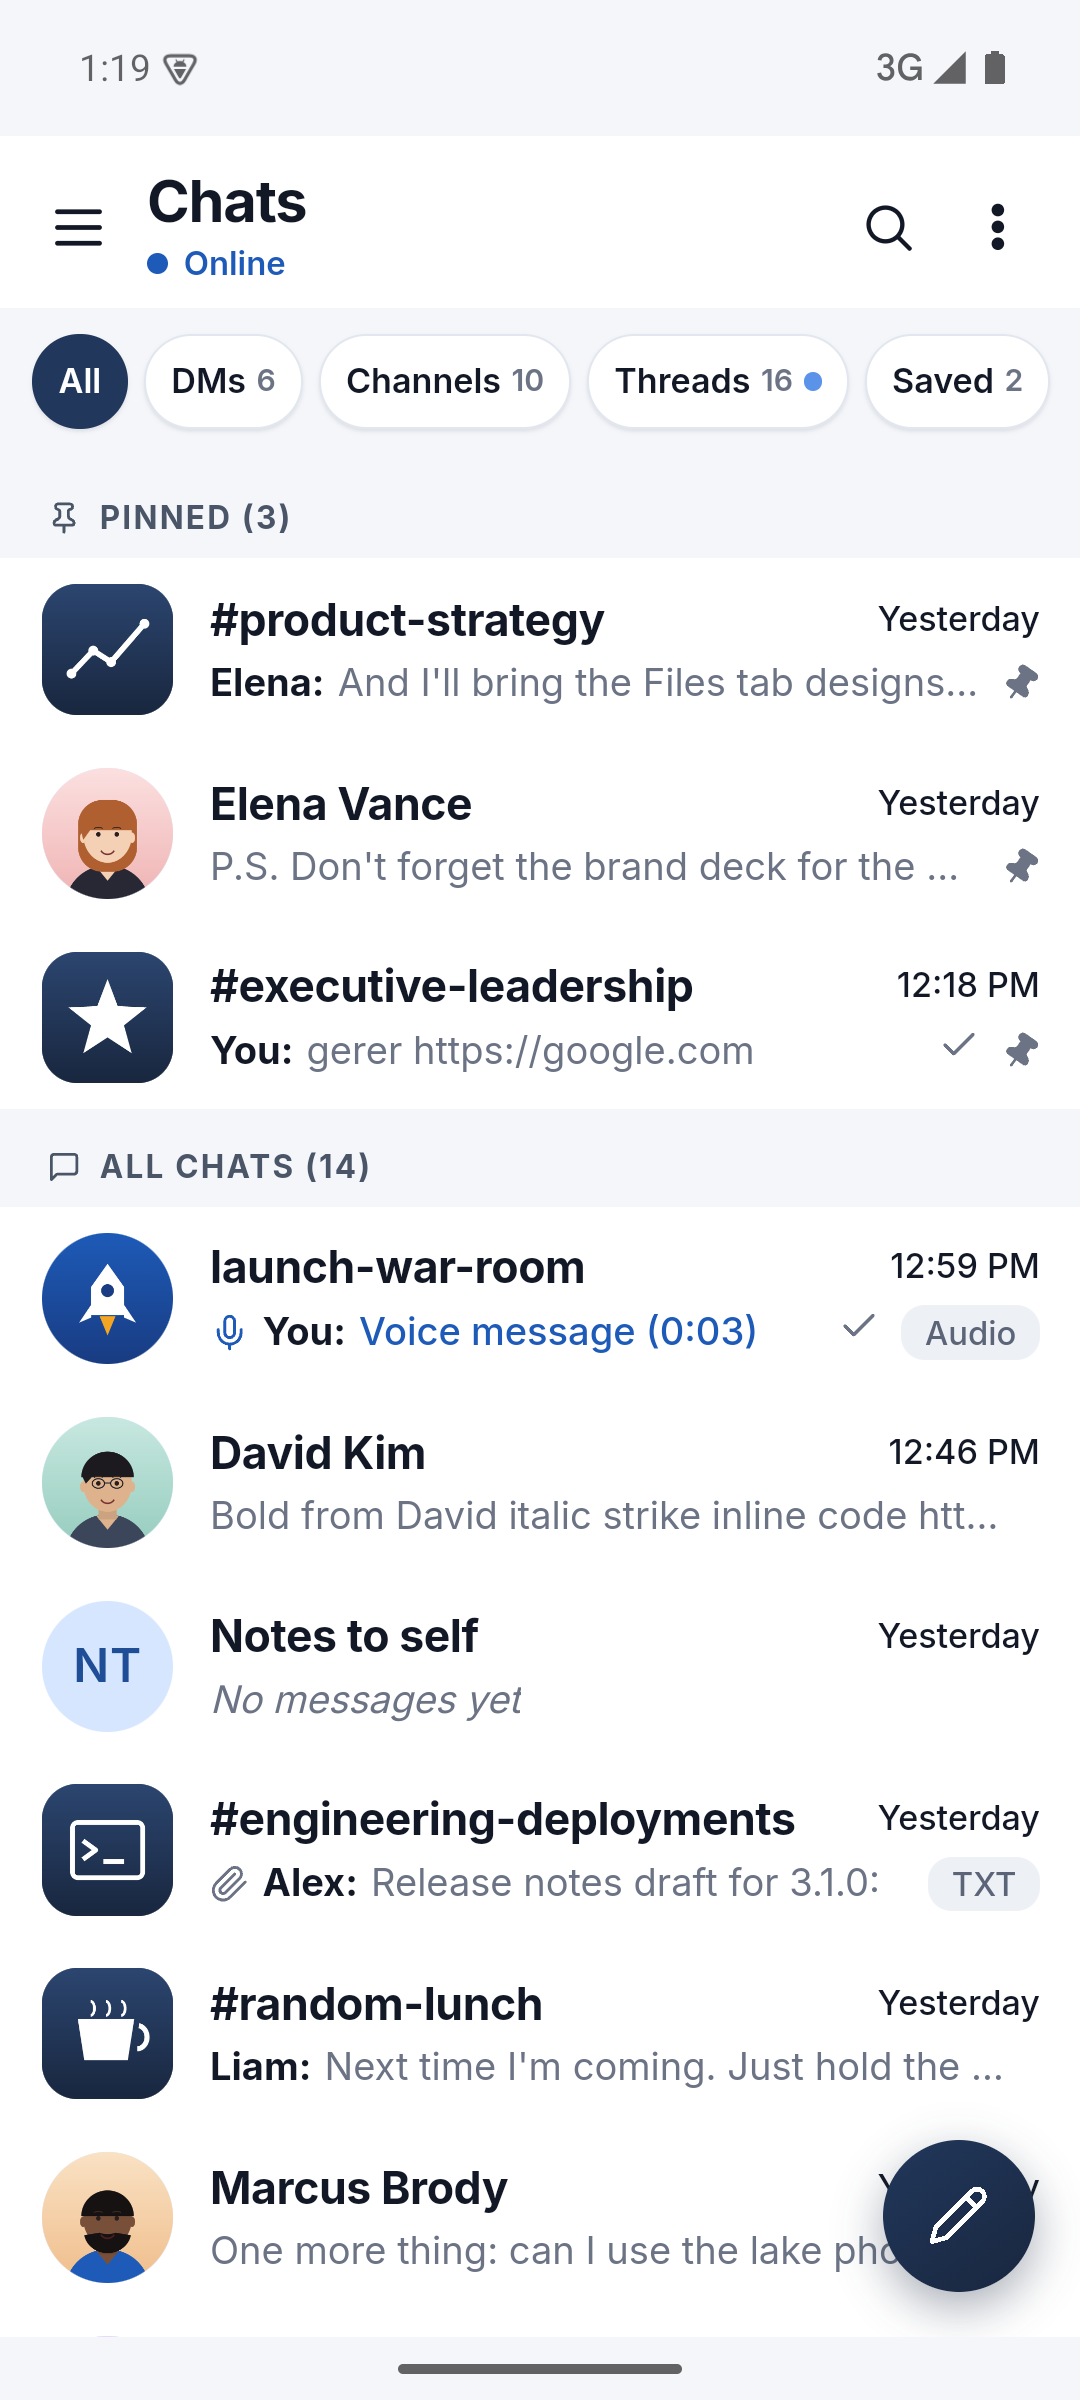 1:19 3G
Chats
Online
All DMs 6 Channels 10 Threads 16 Saved 2
PINNED (3)
#product-strategy Yesterday
Elena: And I'll bring the Files tab designs...
Elena Vance Yesterday
P.S. Don't forget the brand deck for the ...
#executive-leadership 12:18 PM
You: gerer https://google.com
ALL CHATS (14)
launch-war-room 12:59 PM
You: Voice message (0:03) Audio
David Kim 12:46 PM
Bold from David italic strike inline code htt...
NT Notes to self Yesterday
No messages yet
#engineering-deployments Yesterday
Alex: Release notes draft for 3.1.0: TXT
#random-lunch Yesterday
Liam: Next time I'm coming. Just hold the ...
Marcus Brody
One more thing: can I use the lake